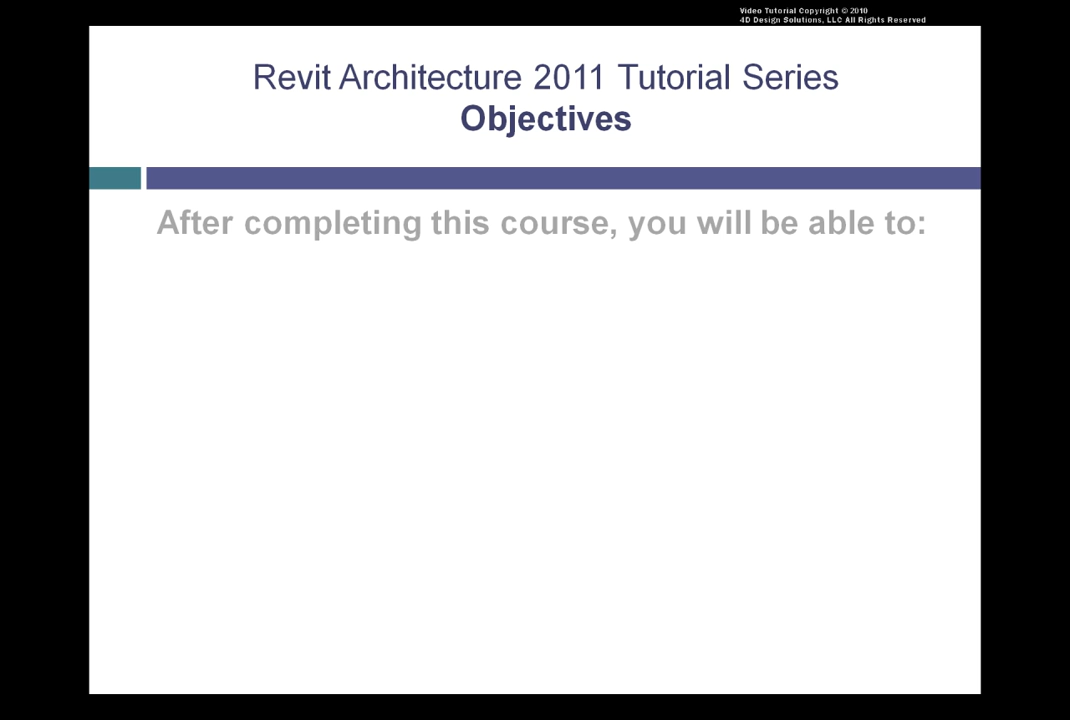 Video Tutorial Copyright © 2010
4D Design Solutions, LLC All Rights Reserved
Revit Architecture 2011 Tutorial Series
Objectives
After completing this course, you will be able to: